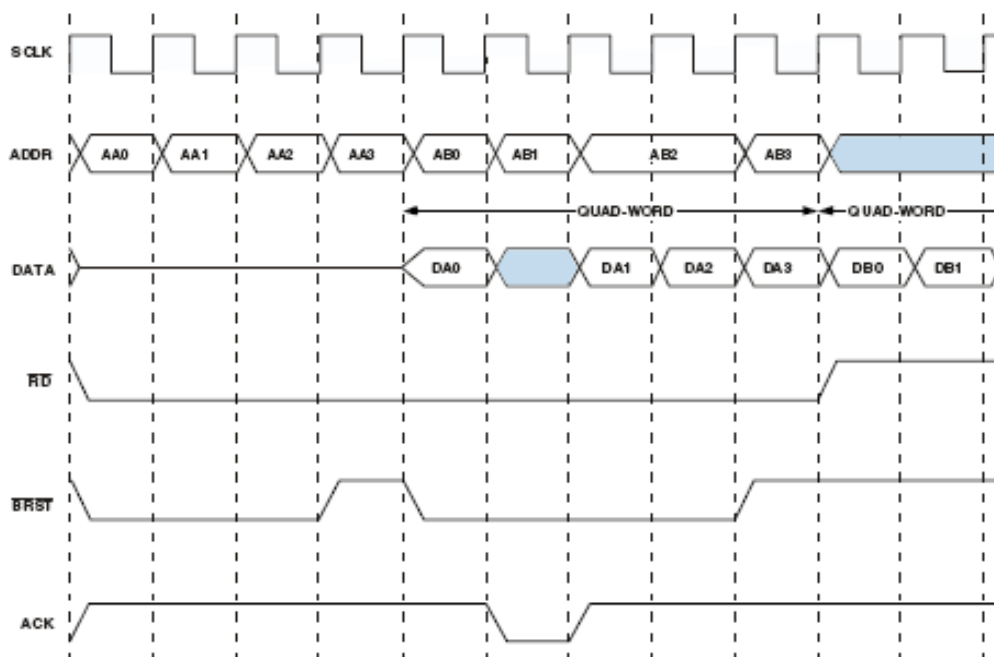 SCLK
ADDR AA0 AA1 AA2 AA3 AB0 AB1 AB2 AB3
QUAD-WORD QUAD-WORD
DATA DA0 DA1 DA2 DA3 DB0 DB1
RD
BRST
ACK